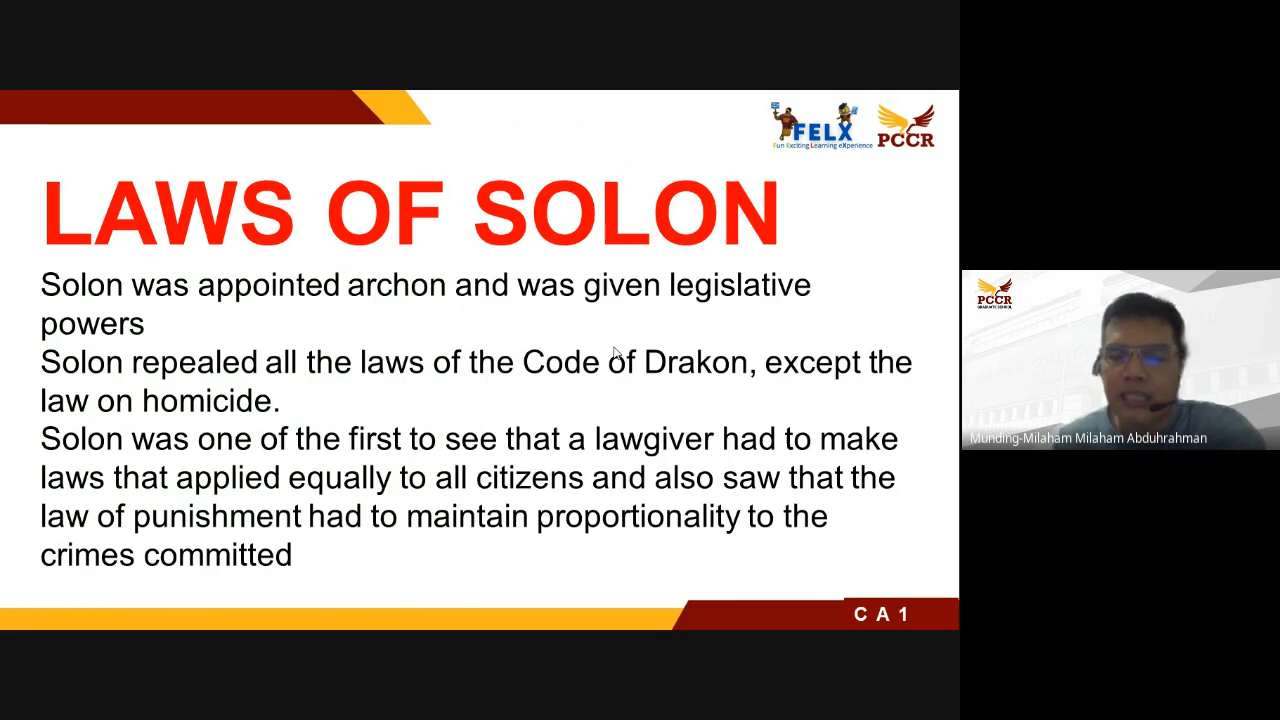 FELX
Fun Exciting Learning eXperience
PCCR
LAWS OF SOLON
Solon was appointed archon and was given legislative
powers
Solon repealed all the laws of the Code of Drakon, except the
law on homicide.
Solon was one of the first to see that a lawgiver had to make
laws that applied equally to all citizens and also saw that the
law of punishment had to maintain proportionality to the
crimes committed
CA1
PCCR
GRADUATE SCHOOL
Munding-Milaham Milaham Abduhrahman